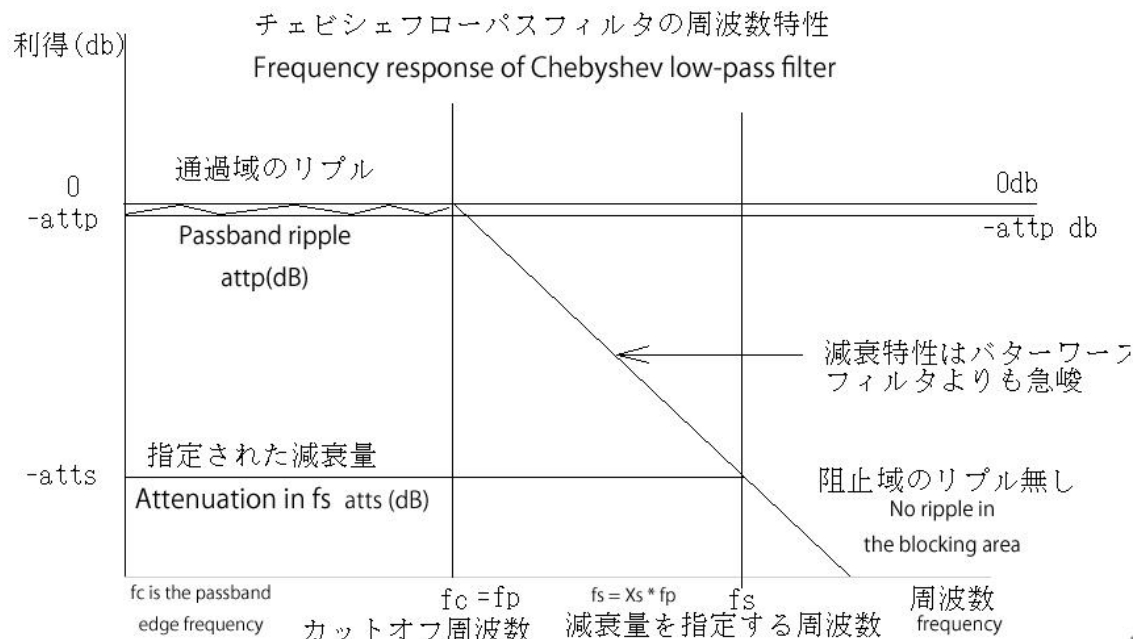 チェビシェフローパスフィルタの周波数特性
利得(db)
Frequency response of Chebyshev low-pass filter
通過域のリプル
0
0db
-attp
-attp db
Passband ripple
attp(dB)
減衰特性はバターワース
フィルタよりも急峻
指定された減衰量
-atts
阻止域のリプル無し
Attenuation in fs atts (dB)
No ripple in
the blocking area
fc is the passband
edge frequency
fc =fp
カットオフ周波数
fs = Xs * fp
fs
減衰量を指定する周波数
周波数
frequency